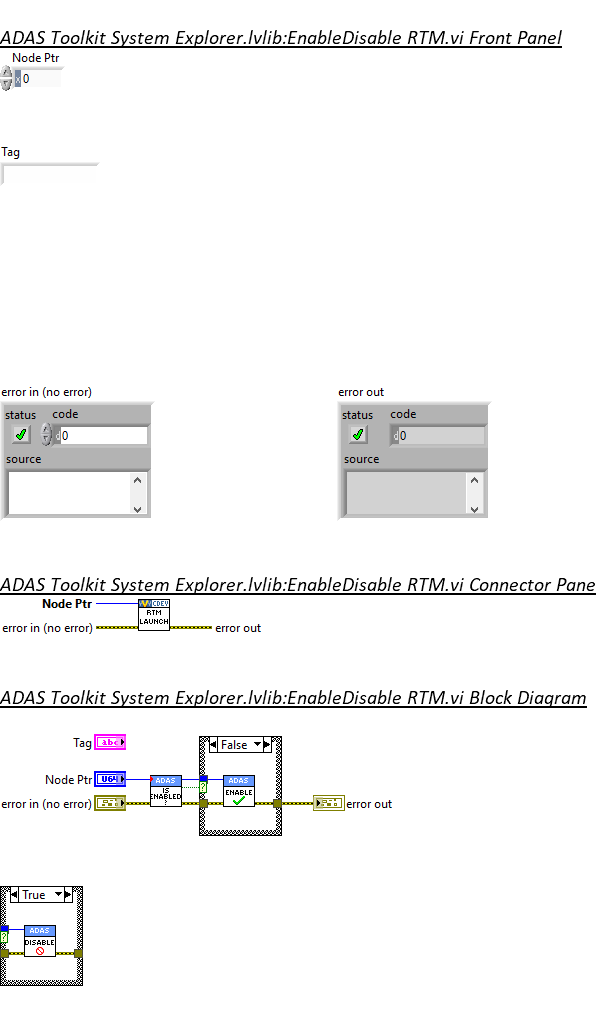 ADAS Toolkit System Explorer.lvlib:EnableDisable RTM.vi Front Panel
Node Ptr
x 0
Tag
error in (no error) error out
status code status code
d 0 d 0
source source
ADAS Toolkit System Explorer.lvlib:EnableDisable RTM.vi Connector Pane
Node Ptr CDEV
RTM
LAUNCH
error in (no error) error out
ADAS Toolkit System Explorer.lvlib:EnableDisable RTM.vi Block Diagram
Tag abc False
Node Ptr U64 ADAS ADAS
IS ENABLE
ENABLED
?
?
error in (no error) error out
True
ADAS
?
DISABLE